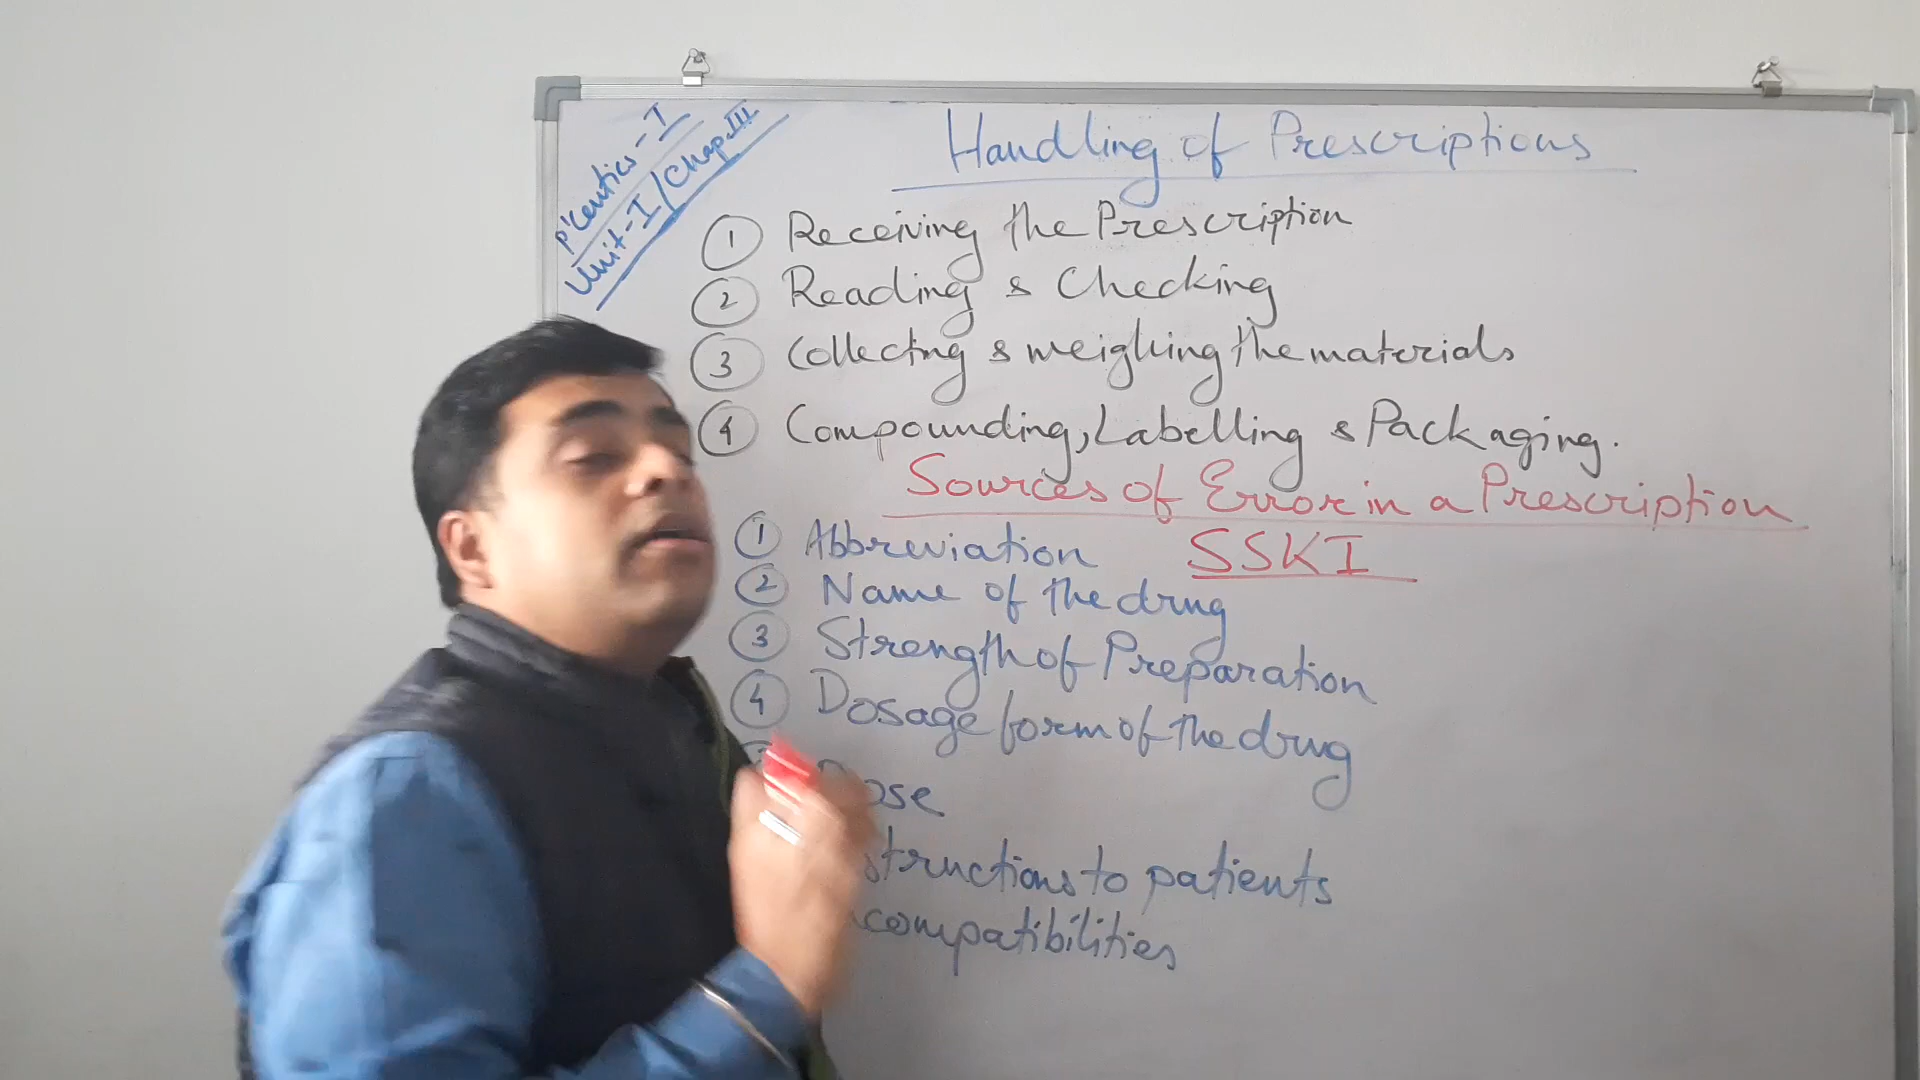 P'ceutics-I
Unit-I/Chap.III
Handling of Prescriptions
1 Receiving the Prescription
2 Reading & Checking
3 Collecting & weighing the materials
4 Compounding, Labelling & Packaging.
Sources of Error in a Prescription
1 Abbreviation SSKI
2 Name of the drug
3 Strength of Preparation
4 Dosage form of the drug
Dose
structions to patients
compatibilities